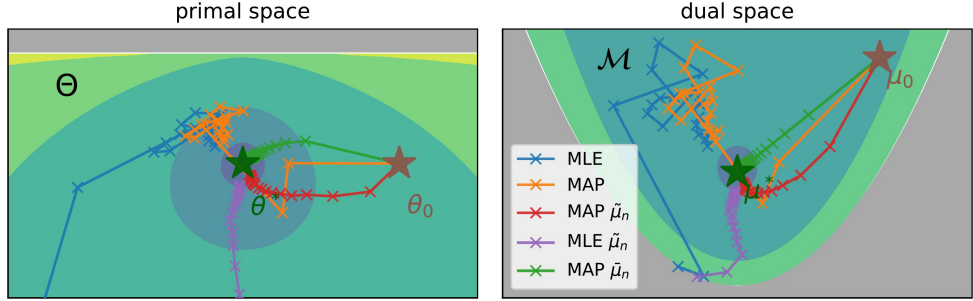 primal space
Θ
θ*
θ₀
dual space
ℳ
μ₀
μ*
MLE
MAP
MAP μ̃ₙ
MLE μ̃ₙ
MAP μ̄ₙ